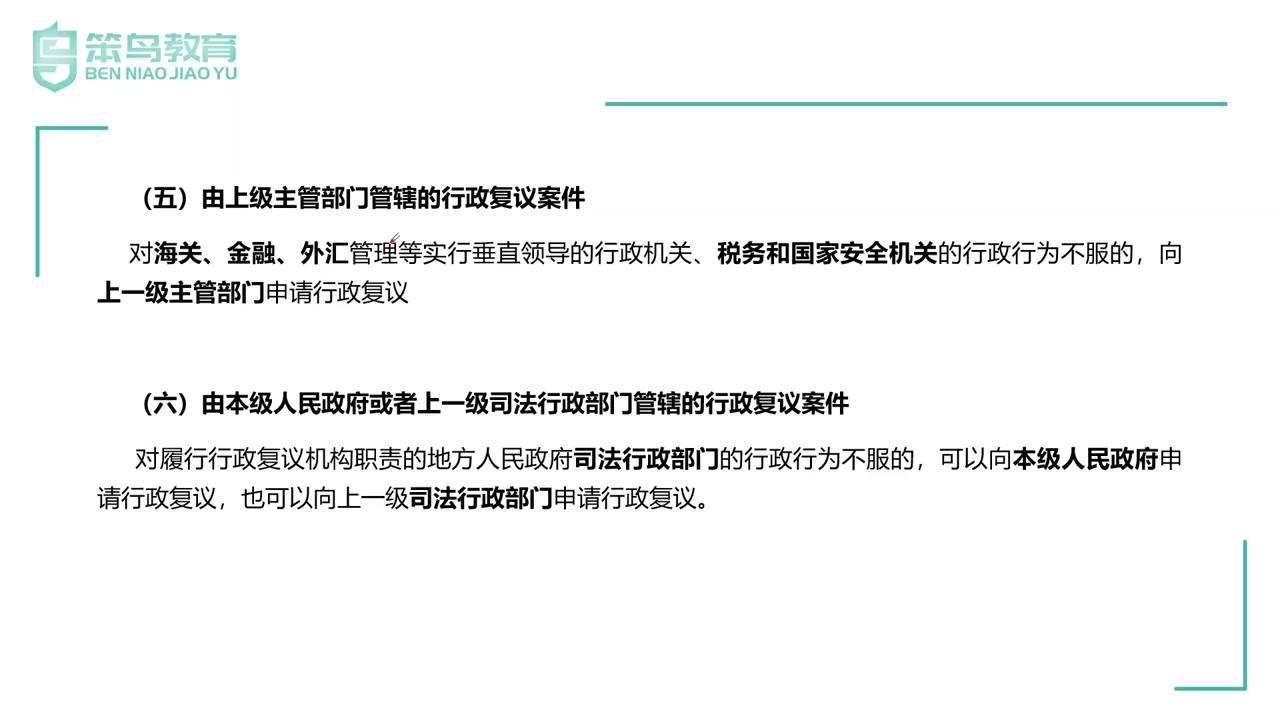 笨鸟教育
BEN NIAO JIAO YU
（五）由上级主管部门管辖的行政复议案件
对海关、金融、外汇管理等实行垂直领导的行政机关、税务和国家安全机关的行政行为不服的，向
上一级主管部门申请行政复议
（六）由本级人民政府或者上一级司法行政部门管辖的行政复议案件
对履行行政复议机构职责的地方人民政府司法行政部门的行政行为不服的，可以向本级人民政府申
请行政复议，也可以向上一级司法行政部门申请行政复议。